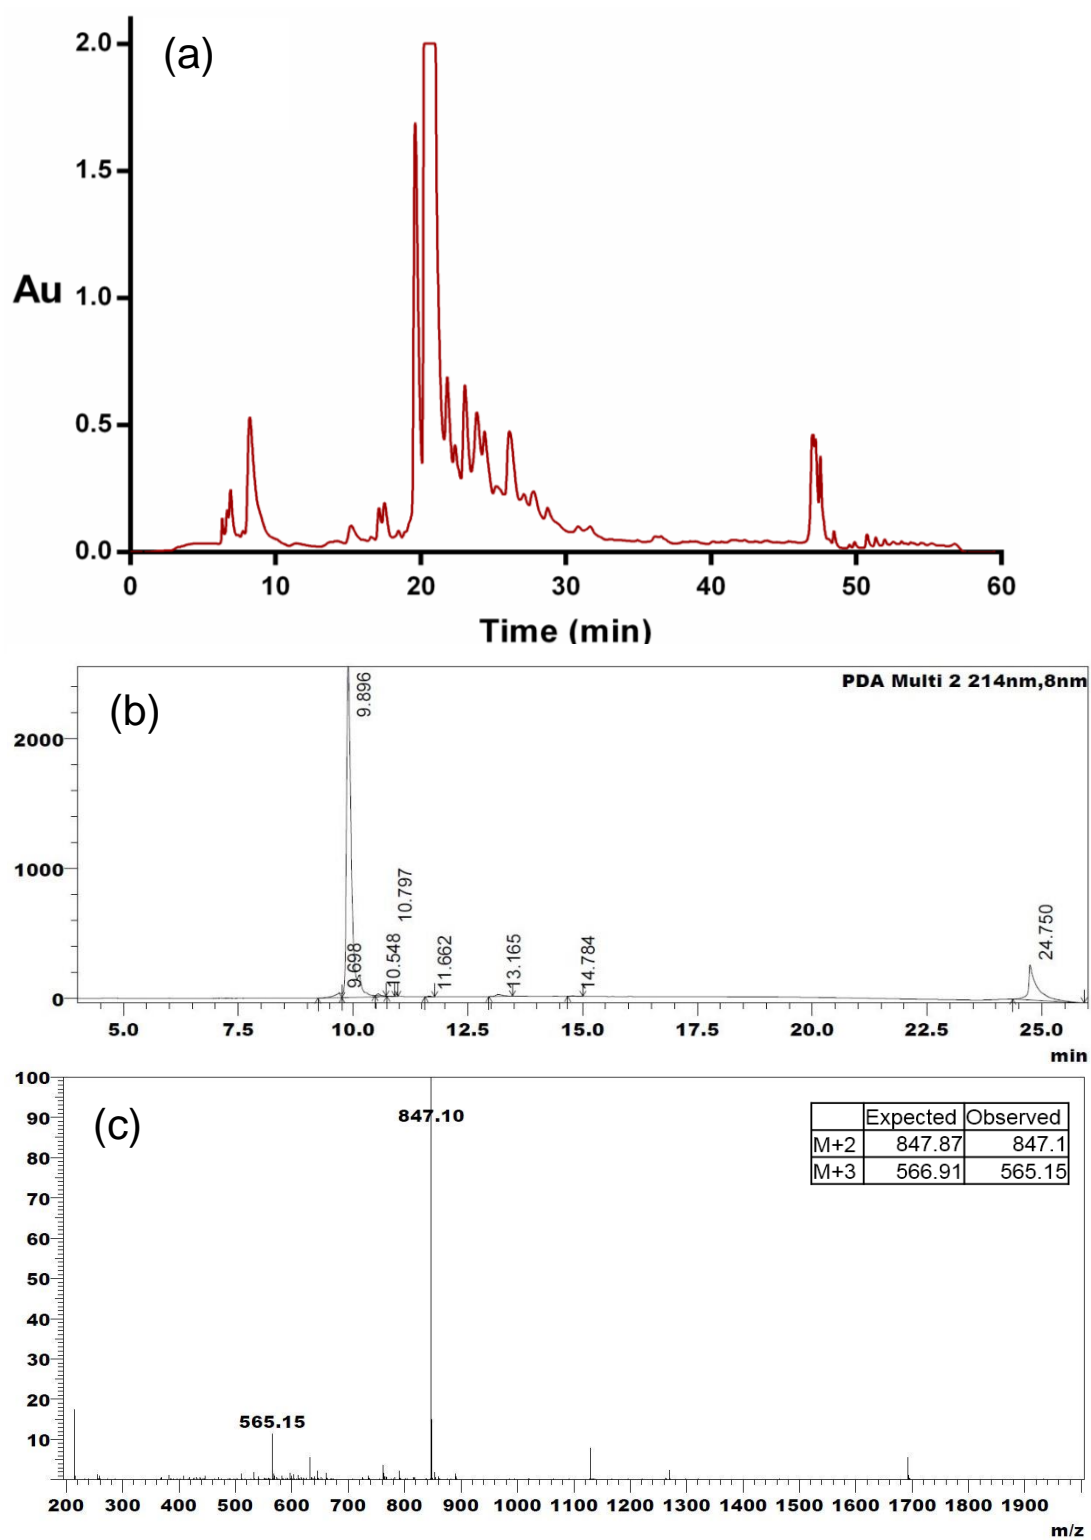 (a)
2.0
1.5
Au
1.0
0.5
0.0
0 10 20 30 40 50 60
Time (min)
(b)
PDA Multi 2 214nm,8nm
2000
1000
0
9.698
9.896
10.548
10.797
11.662
13.165
14.784
24.750
5.0 7.5 10.0 12.5 15.0 17.5 20.0 22.5 25.0
min
(c)
100
90
80
70
60
50
40
30
20
10
847.10
565.15
Expected Observed
M+2 847.87 847.1
M+3 566.91 565.15
200 300 400 500 600 700 800 900 1000 1100 1200 1300 1400 1500 1600 1700 1800 1900
m/z